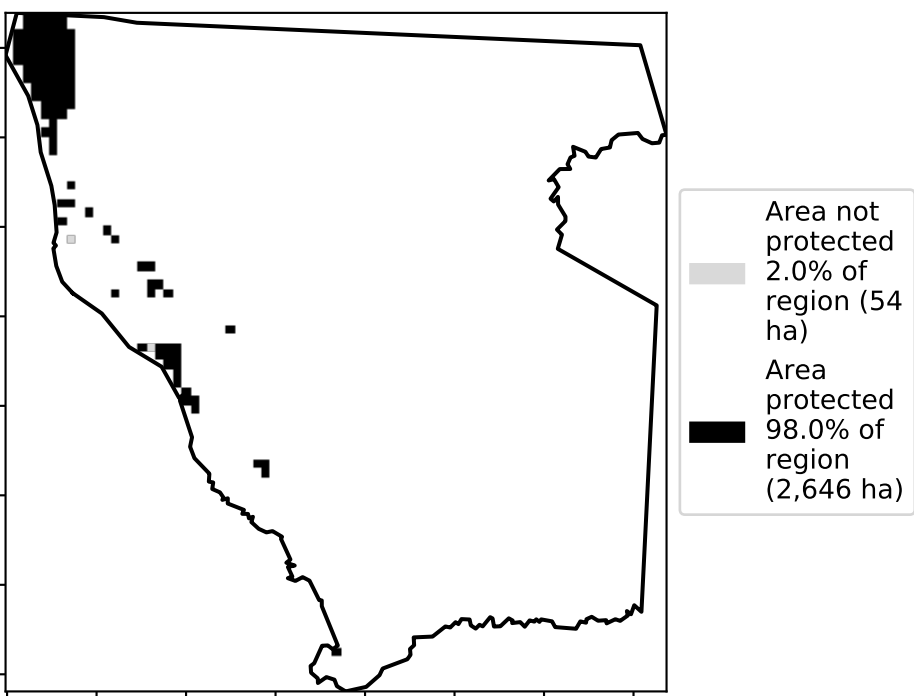 Area not
protected
2.0% of
region (54
ha)
Area
protected
98.0% of
region
(2,646 ha)